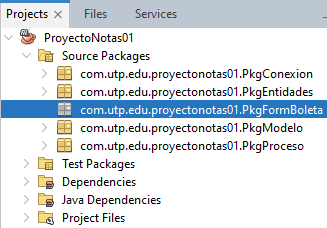 Projects × Files Services
ProyectoNotas01
Source Packages
com.utp.edu.proyectonotas01.PkgConexion
com.utp.edu.proyectonotas01.PkgEntidades
com.utp.edu.proyectonotas01.PkgFormBoleta
com.utp.edu.proyectonotas01.PkgModelo
com.utp.edu.proyectonotas01.PkgProceso
Test Packages
Dependencies
Java Dependencies
Project Files